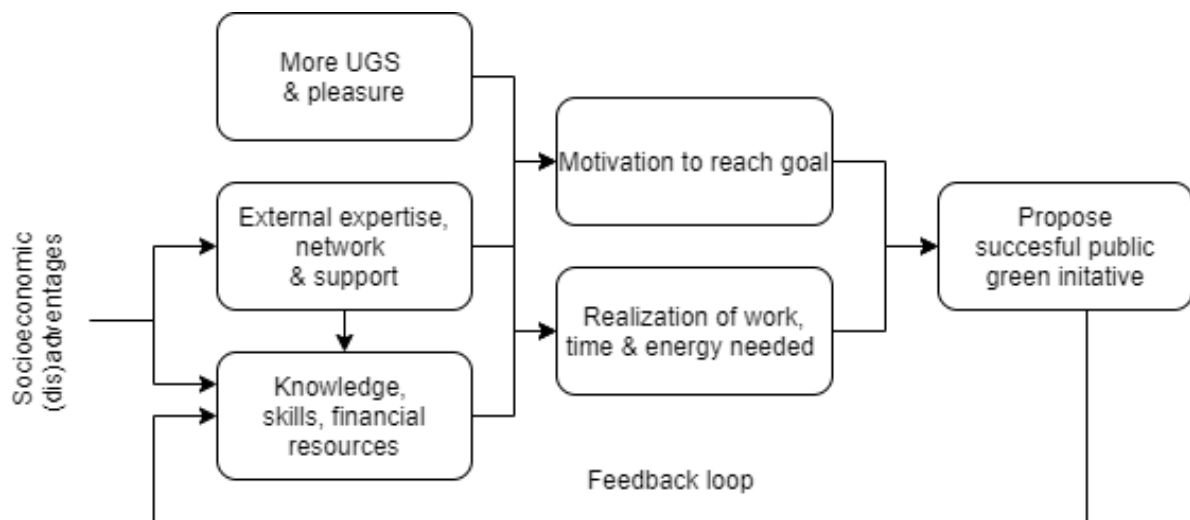 More UGS
& pleasure
Motivation to reach goal
External expertise,
network
& support
Propose
succesful public
green initative
Socioeconomic
(dis)adventages
Realization of work,
time & energy needed
Knowledge,
skills, financial
resources
Feedback loop